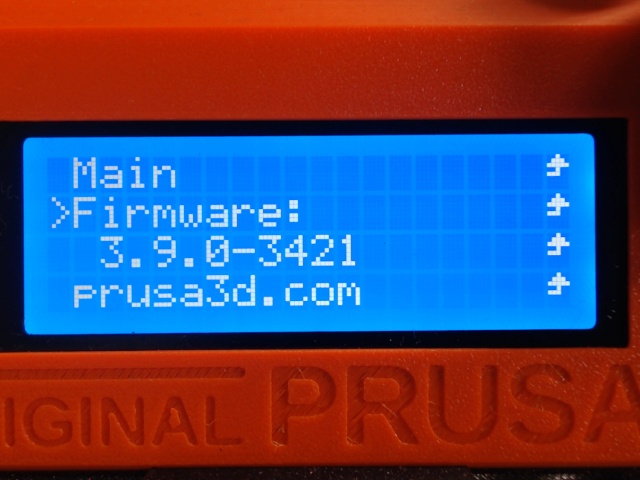 Main
>Firmware:
3.9.0-3421
prusa3d.com
IGINAL PRUSA